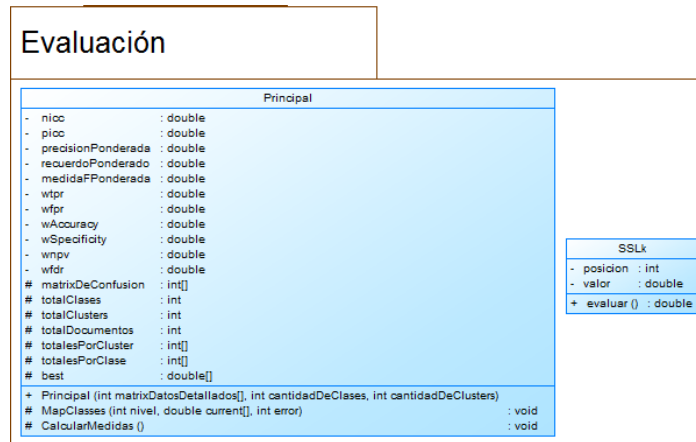 Evaluación
Principal
- nicc : double
- picc : double
- precisionPonderada : double
- recuerdoPonderado : double
- medidaFPonderada : double
- wtpr : double
- wfpr : double
- wAccuracy : double
- wSpecificity : double
- wnpv : double
- wfdr : double
# matrixDeConfusion : int[]
# totalClases : int
# totalClusters : int
# totalDocumentos : int
# totalesPorCluster : int[]
# totalesPorClase : int[]
# best : double[]
+ Principal (int matrixDatosDetallados[], int cantidadDeClases, int cantidadDeClusters)
# MapClasses (int nivel, double current[], int error) : void
# CalcularMedidas () : void
SSLk
- posicion : int
- valor : double
+ evaluar () : double